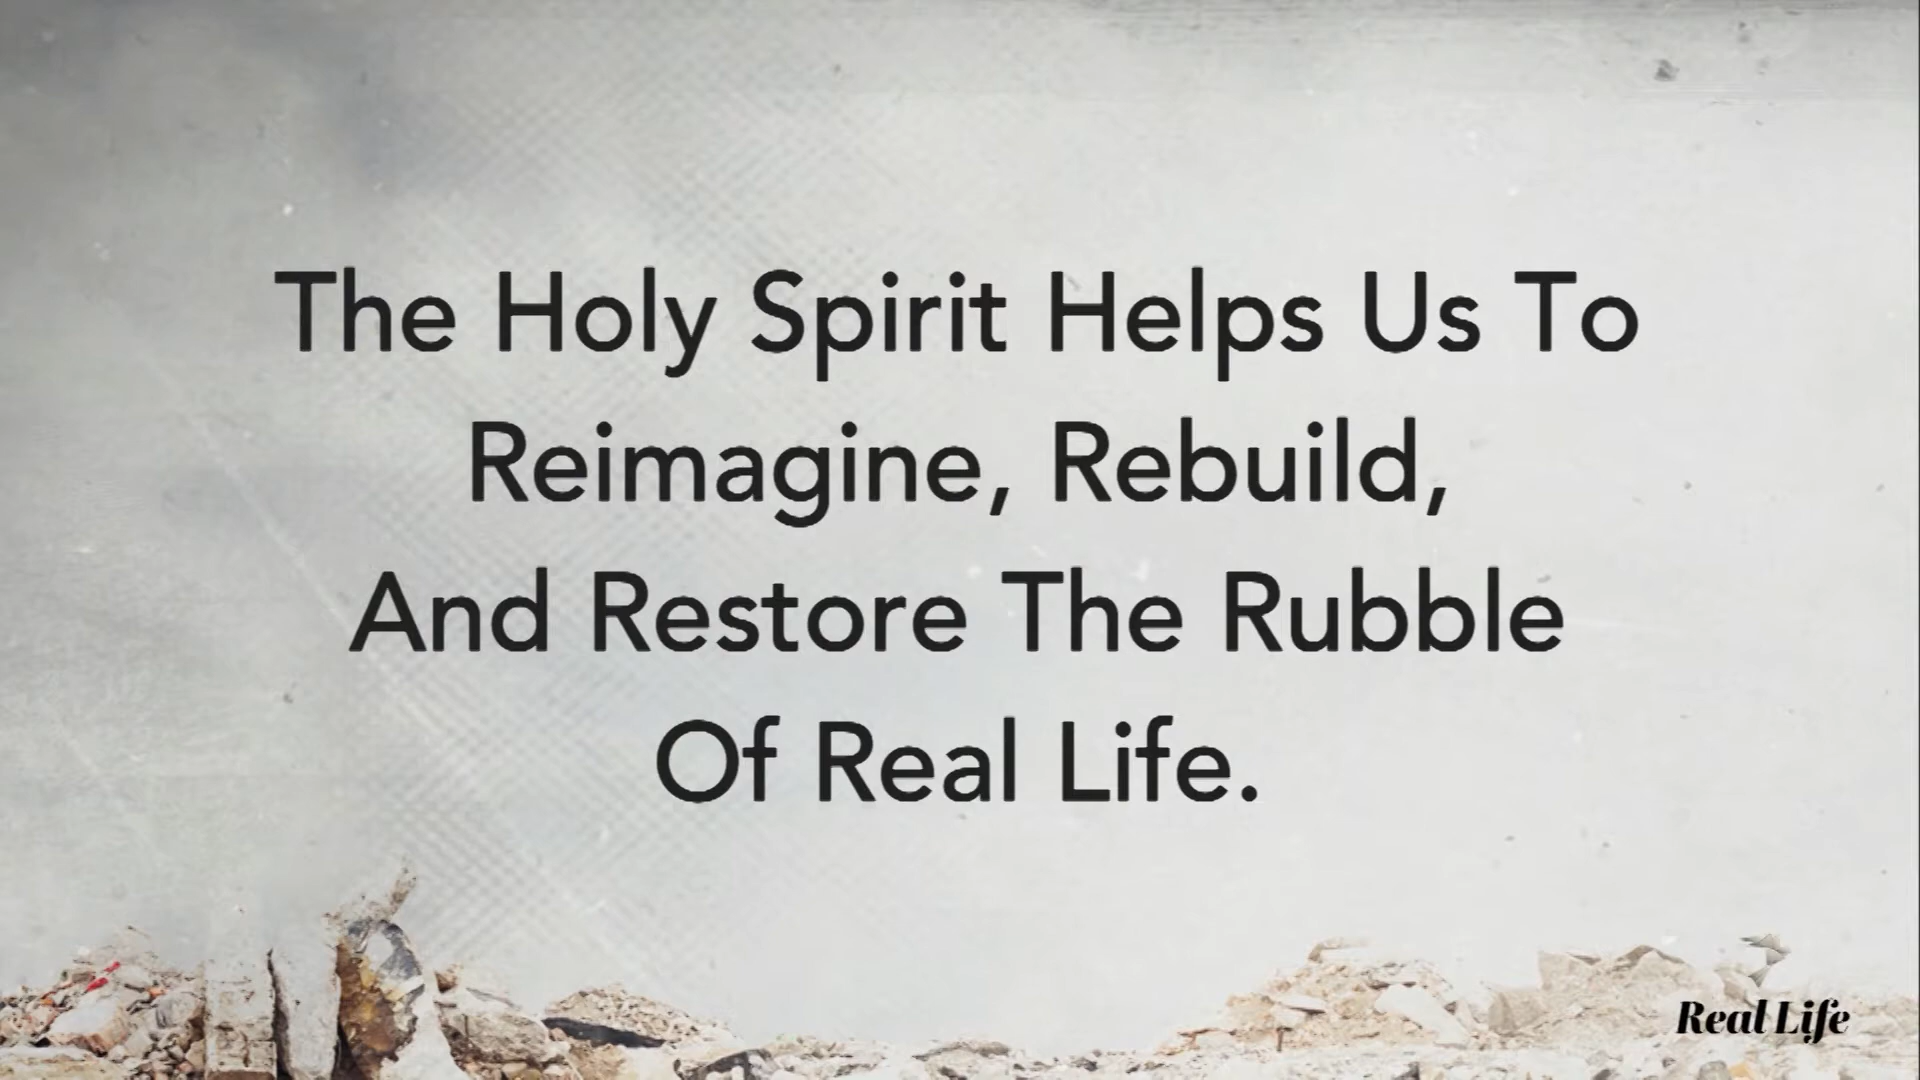 The Holy Spirit Helps Us To
Reimagine, Rebuild,
And Restore The Rubble
Of Real Life.
Real Life